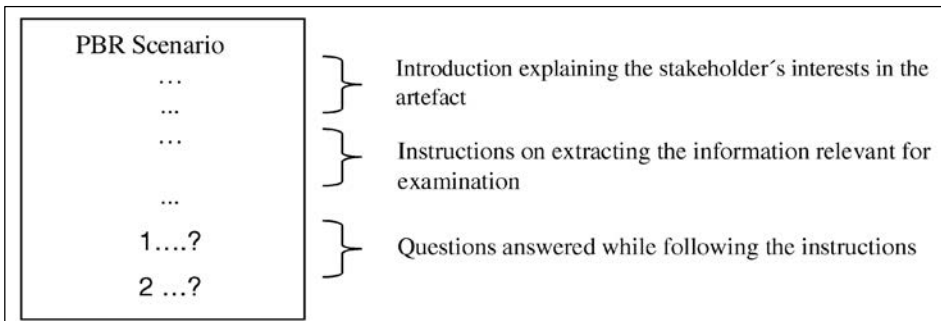 PBR Scenario
...
...
Introduction explaining the stakeholder´s interests in the
artefact
...
Instructions on extracting the information relevant for
examination
...
1....?
Questions answered while following the instructions
2 ...?